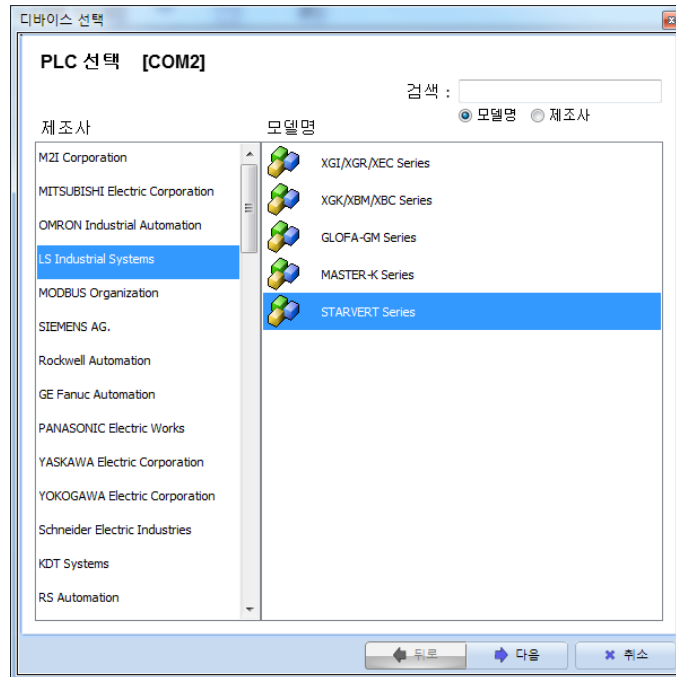 디바이스 선택
PLC 선택 [COM2]
검색 :
모델명 제조사
제조사
모델명
M2I Corporation
MITSUBISHI Electric Corporation
OMRON Industrial Automation
LS Industrial Systems
MODBUS Organization
SIEMENS AG.
Rockwell Automation
GE Fanuc Automation
PANASONIC Electric Works
YASKAWA Electric Corporation
YOKOGAWA Electric Corporation
Schneider Electric Industries
KDT Systems
RS Automation
XGI/XGR/XEC Series
XGK/XBM/XBC Series
GLOFA-GM Series
MASTER-K Series
STARVERT Series
뒤로 다음 취소